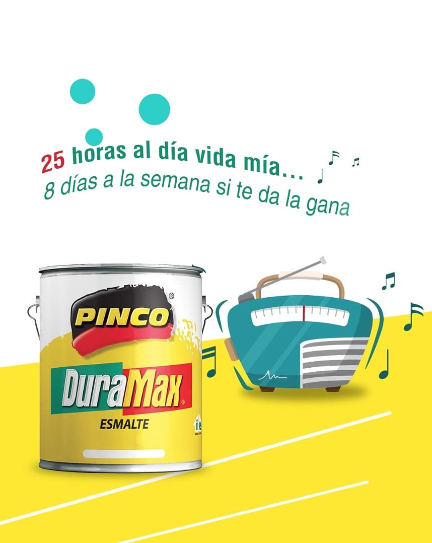 25 horas al día vida mía...
8 días a la semana si te da la gana
PINCO®
DuraMax®
ESMALTE